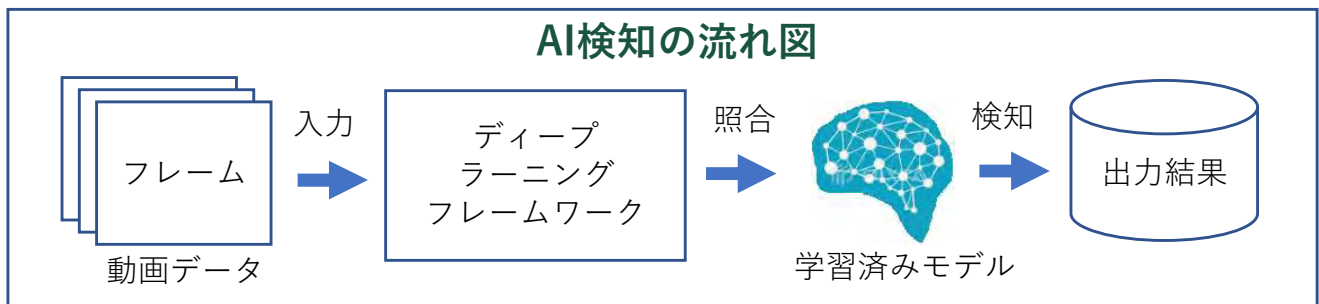 AI検知の流れ図
フレーム
動画データ
入力
ディープ
ラーニング
フレームワーク
照合
学習済みモデル
検知
出力結果